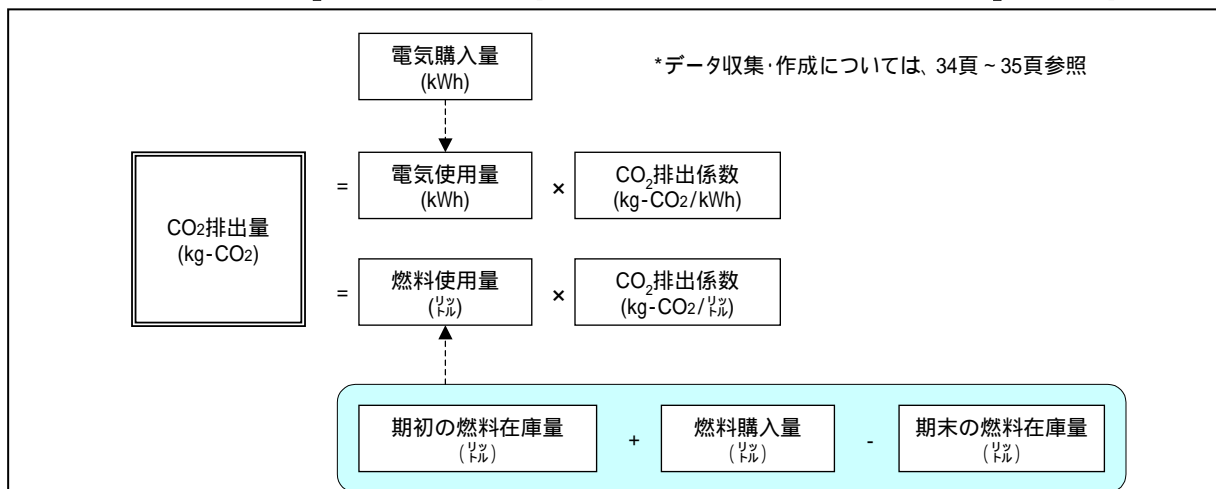 電気購入量
(kWh)
*データ収集・作成については、34頁~35頁参照
CO2排出量
(kg-CO2)
=
電気使用量
(kWh)
×
CO2排出係数
(kg-CO2/kWh)
=
燃料使用量
(リットル)
×
CO2排出係数
(kg-CO2/リットル)
期初の燃料在庫量
(リットル)
+
燃料購入量
(リットル)
-
期末の燃料在庫量
(リットル)